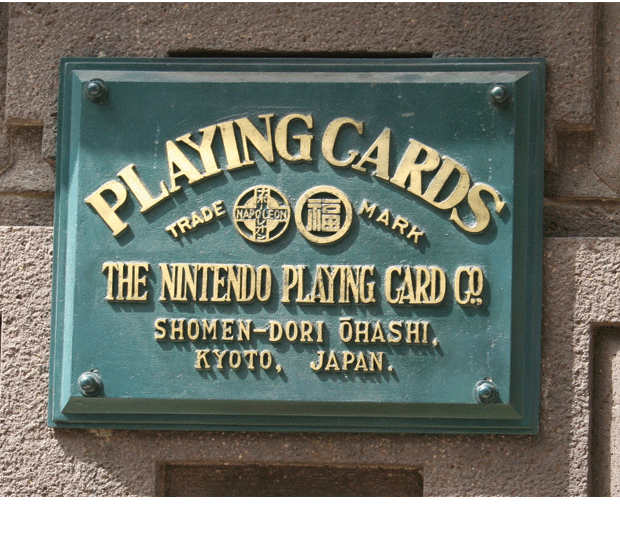 PLAYING CARDS
TRADE NAPOLEON 福 MARK
THE NINTENDO PLAYING CARD CO.,
SHOMEN-DORI ŌHASHI,
KYOTO, JAPAN.